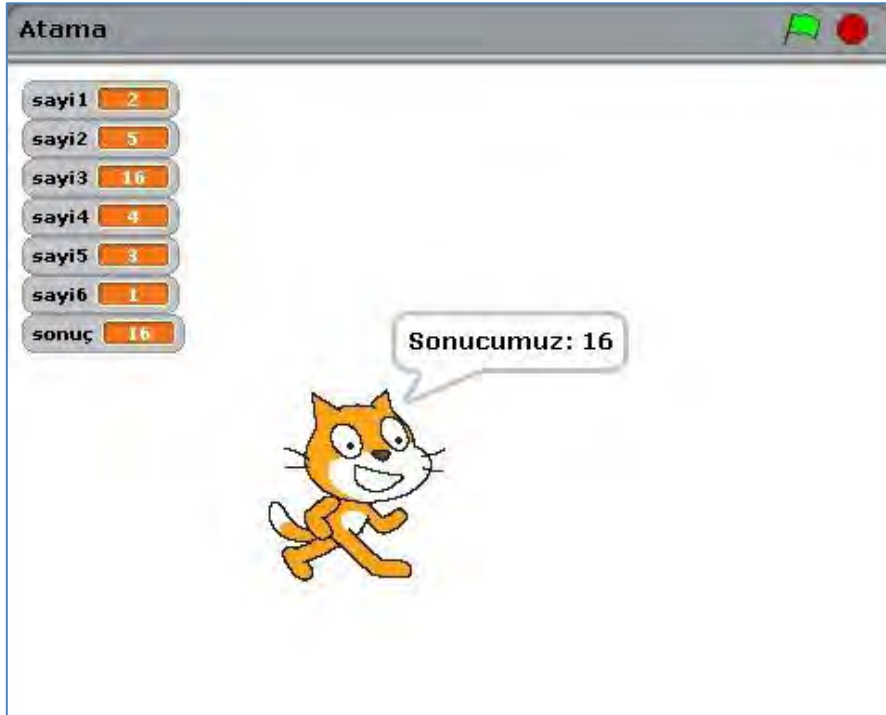 Atama
sayi1 2
sayi2 5
sayi3 16
sayi4 4
sayi5 3
sayi6 1
sonuç 16
Sonucumuz: 16